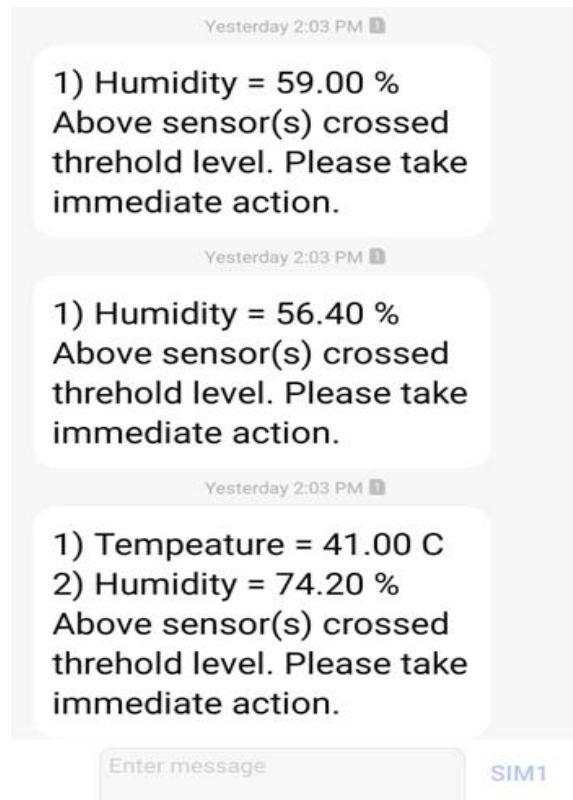 Yesterday 2:03 PM 1
1) Humidity = 59.00 %
Above sensor(s) crossed
threhold level. Please take
immediate action.
Yesterday 2:03 PM 1
1) Humidity = 56.40 %
Above sensor(s) crossed
threhold level. Please take
immediate action.
Yesterday 2:03 PM 1
1) Tempeature = 41.00 C
2) Humidity = 74.20 %
Above sensor(s) crossed
threhold level. Please take
immediate action.
Enter message SIM1